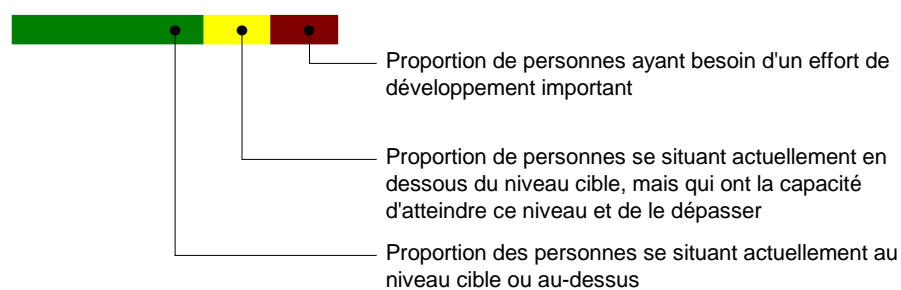 Proportion de personnes ayant besoin d'un effort de
développement important
Proportion de personnes se situant actuellement en
dessous du niveau cible, mais qui ont la capacité
d'atteindre ce niveau et de le dépasser
Proportion des personnes se situant actuellement au
niveau cible ou au-dessus